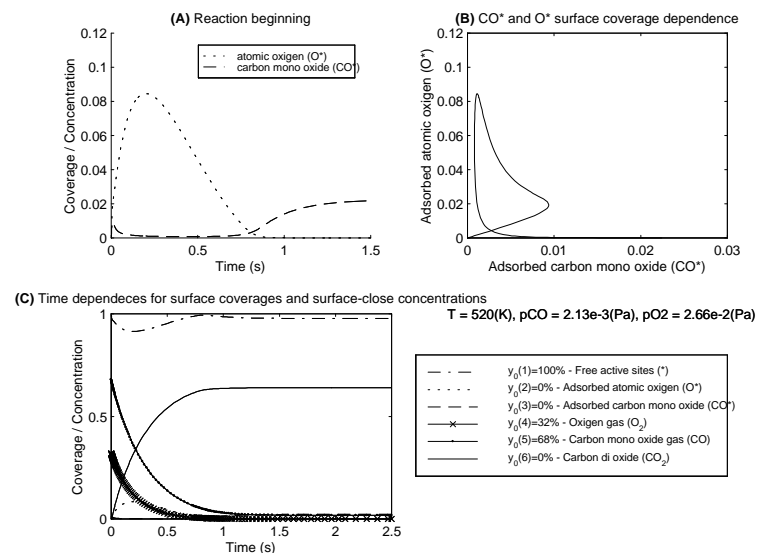 (A) Reaction beginning
0.12
0.1
0.08
0.06
0.04
0.02
0
Coverage / Concentration
atomic oxigen (O*)
carbon mono oxide (CO*)
0 0.5 1 1.5
Time (s)
(B) CO* and O* surface coverage dependence
0.12
0.1
0.08
0.06
0.04
0.02
0
Adsorbed atomic oxigen (O*)
0 0.01 0.02 0.03
Adsorbed carbon mono oxide (CO*)
(C) Time dependeces for surface coverages and surface-close concentrations
1
0.5
0
Coverage / Concentration
0 0.5 1 1.5 2 2.5
Time (s)
T = 520(K), pCO = 2.13e-3(Pa), pO2 = 2.66e-2(Pa)
y0(1)=100% - Free active sites (*)
y0(2)=0% - Adsorbed atomic oxigen (O*)
y0(3)=0% - Adsorbed carbon mono oxide (CO*)
y0(4)=32% - Oxigen gas (O2)
y0(5)=68% - Carbon mono oxide gas (CO)
y0(6)=0% - Carbon di oxide (CO2)